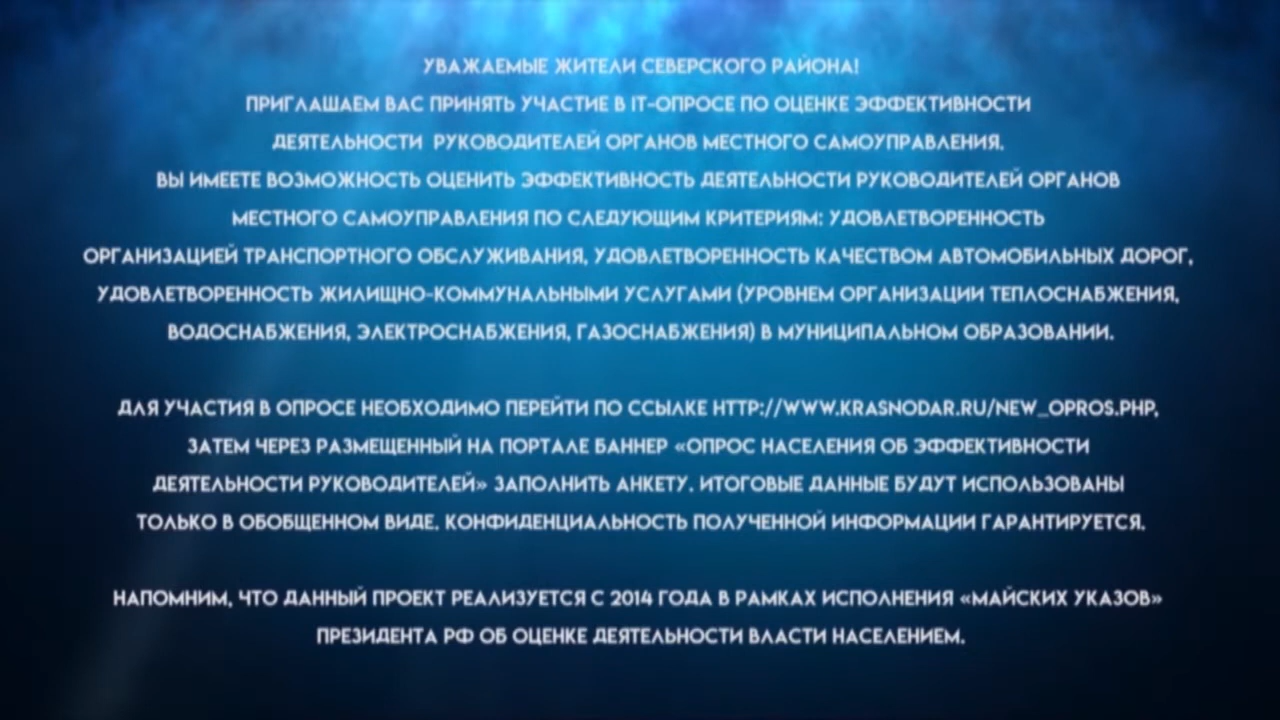 УВАЖАЕМЫЕ ЖИТЕЛИ СЕВЕРСКОГО РАЙОНА!
ПРИГЛАШАЕМ ВАС ПРИНЯТЬ УЧАСТИЕ В IT-ОПРОСЕ ПО ОЦЕНКЕ ЭФФЕКТИВНОСТИ
ДЕЯТЕЛЬНОСТИ РУКОВОДИТЕЛЕЙ ОРГАНОВ МЕСТНОГО САМОУПРАВЛЕНИЯ.
ВЫ ИМЕЕТЕ ВОЗМОЖНОСТЬ ОЦЕНИТЬ ЭФФЕКТИВНОСТЬ ДЕЯТЕЛЬНОСТИ РУКОВОДИТЕЛЕЙ ОРГАНОВ
МЕСТНОГО САМОУПРАВЛЕНИЯ ПО СЛЕДУЮЩИМ КРИТЕРИЯМ: УДОВЛЕТВОРЕННОСТЬ
ОРГАНИЗАЦИЕЙ ТРАНСПОРТНОГО ОБСЛУЖИВАНИЯ, УДОВЛЕТВОРЕННОСТЬ КАЧЕСТВОМ АВТОМОБИЛЬНЫХ ДОРОГ,
УДОВЛЕТВОРЕННОСТЬ ЖИЛИЩНО-КОММУНАЛЬНЫМИ УСЛУГАМИ (УРОВНЕМ ОРГАНИЗАЦИИ ТЕПЛОСНАБЖЕНИЯ,
ВОДОСНАБЖЕНИЯ, ЭЛЕКТРОСНАБЖЕНИЯ, ГАЗОСНАБЖЕНИЯ) В МУНИЦИПАЛЬНОМ ОБРАЗОВАНИИ.
ДЛЯ УЧАСТИЯ В ОПРОСЕ НЕОБХОДИМО ПЕРЕЙТИ ПО ССЫЛКЕ HTTP://WWW.KRASNODAR.RU/NEW_OPROS.PHP,
ЗАТЕМ ЧЕРЕЗ РАЗМЕЩЕННЫЙ НА ПОРТАЛЕ БАННЕР «ОПРОС НАСЕЛЕНИЯ ОБ ЭФФЕКТИВНОСТИ
ДЕЯТЕЛЬНОСТИ РУКОВОДИТЕЛЕЙ» ЗАПОЛНИТЬ АНКЕТУ. ИТОГОВЫЕ ДАННЫЕ БУДУТ ИСПОЛЬЗОВАНЫ
ТОЛЬКО В ОБОБЩЕННОМ ВИДЕ. КОНФИДЕНЦИАЛЬНОСТЬ ПОЛУЧЕННОЙ ИНФОРМАЦИИ ГАРАНТИРУЕТСЯ.
НАПОМНИМ, ЧТО ДАННЫЙ ПРОЕКТ РЕАЛИЗУЕТСЯ С 2014 ГОДА В РАМКАХ ИСПОЛНЕНИЯ «МАЙСКИХ УКАЗОВ»
ПРЕЗИДЕНТА РФ ОБ ОЦЕНКЕ ДЕЯТЕЛЬНОСТИ ВЛАСТИ НАСЕЛЕНИЕМ.